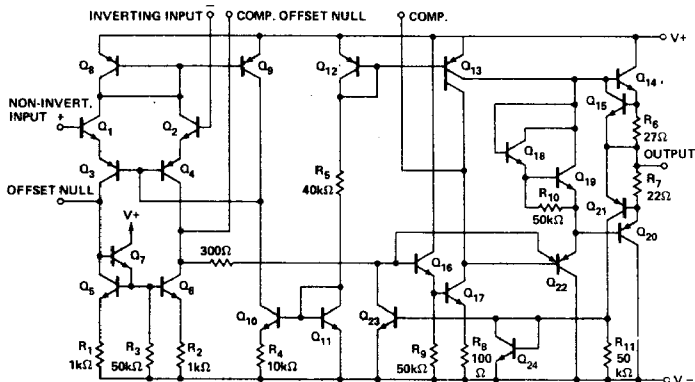 INVERTING INPUT − COMP. OFFSET NULL COMP.
V+
Q8 Q9 Q12 Q13 Q14
Q15
NON-INVERT.
INPUT +
Q1 Q2
R6
27Ω
Q18
OUTPUT
Q3 Q4
R5
40kΩ
Q19
R7
22Ω
OFFSET NULL
R10
50kΩ
Q21
V+
Q20
Q7
300Ω
Q16
Q22
Q5 Q6
Q10 Q11 Q23 Q17
R1
1kΩ
R3
50kΩ
R2
1kΩ
R4
10kΩ
R9
50kΩ
R8
100
Ω
Q24
R11
50
kΩ
V−